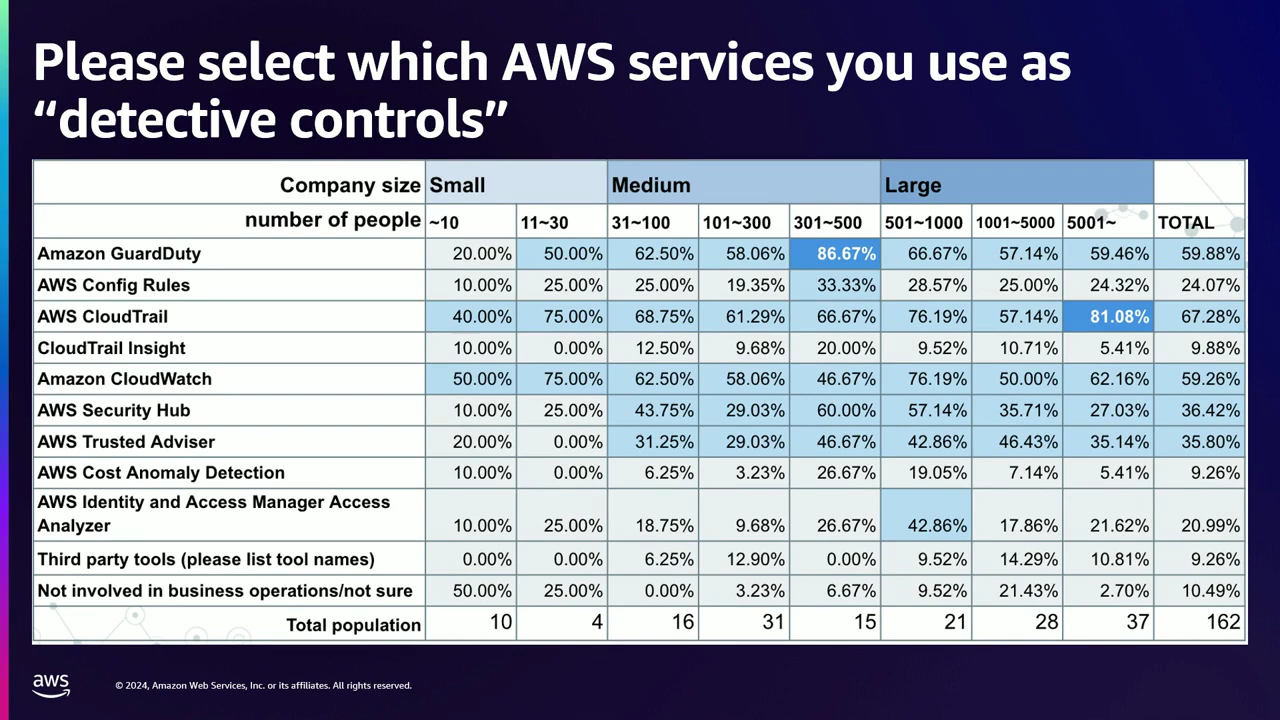 Please select which AWS services you use as
“detective controls”
Company size Small Medium Large
number of people ~10 11~30 31~100 101~300 301~500 501~1000 1001~5000 5001~ TOTAL
Amazon GuardDuty 20.00% 50.00% 62.50% 58.06% 86.67% 66.67% 57.14% 59.46% 59.88%
AWS Config Rules 10.00% 25.00% 25.00% 19.35% 33.33% 28.57% 25.00% 24.32% 24.07%
AWS CloudTrail 40.00% 75.00% 68.75% 61.29% 66.67% 76.19% 57.14% 81.08% 67.28%
CloudTrail Insight 10.00% 0.00% 12.50% 9.68% 20.00% 9.52% 10.71% 5.41% 9.88%
Amazon CloudWatch 50.00% 75.00% 62.50% 58.06% 46.67% 76.19% 50.00% 62.16% 59.26%
AWS Security Hub 10.00% 25.00% 43.75% 29.03% 60.00% 57.14% 35.71% 27.03% 36.42%
AWS Trusted Adviser 20.00% 0.00% 31.25% 29.03% 46.67% 42.86% 46.43% 35.14% 35.80%
AWS Cost Anomaly Detection 10.00% 0.00% 6.25% 3.23% 26.67% 19.05% 7.14% 5.41% 9.26%
AWS Identity and Access Manager Access
Analyzer 10.00% 25.00% 18.75% 9.68% 26.67% 42.86% 17.86% 21.62% 20.99%
Third party tools (please list tool names) 0.00% 0.00% 6.25% 12.90% 0.00% 9.52% 14.29% 10.81% 9.26%
Not involved in business operations/not sure 50.00% 25.00% 0.00% 3.23% 6.67% 9.52% 21.43% 2.70% 10.49%
Total population 10 4 16 31 15 21 28 37 162
aws
© 2024, Amazon Web Services, Inc. or its affiliates. All rights reserved.